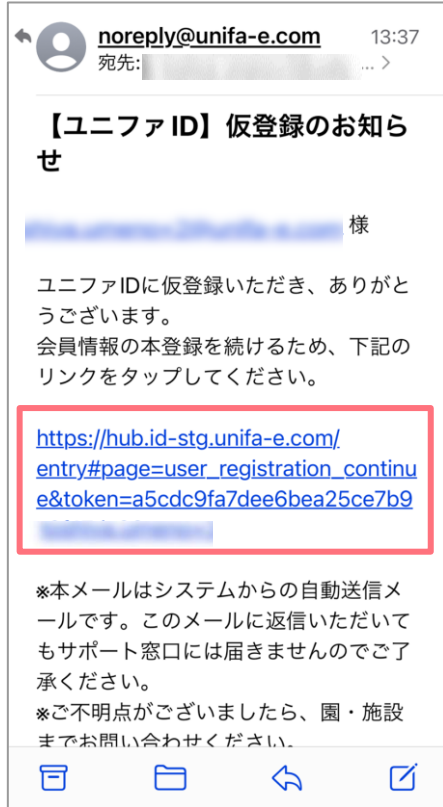 noreply@unifa-e.com 13:37
宛先: ... >
【ユニファID】仮登録のお知ら
せ
様
ユニファIDに仮登録いただき、ありがと
うございます。
会員情報の本登録を続けるため、下記の
リンクをタップしてください。
https://hub.id-stg.unifa-e.com/
entry#page=user_registration_continu
e&token=a5cdc9fa7dee6bea25ce7b9
※本メールはシステムからの自動送信メ
ールです。このメールに返信いただいて
もサポート窓口には届きませんのでご了
承ください。
※ご不明点がございましたら、園・施設
までお問い合わせください。